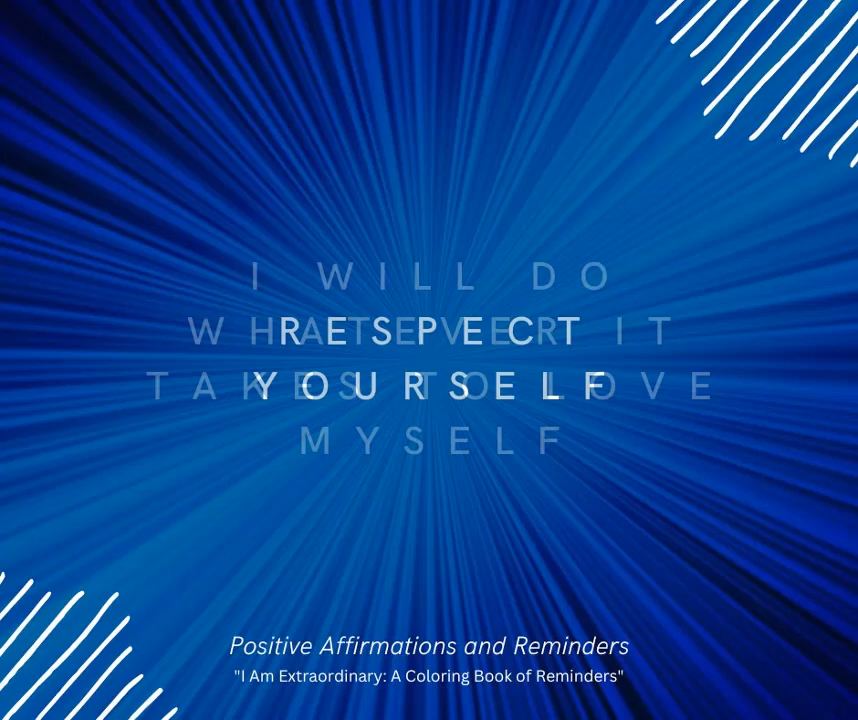 I WILL DO
WHATEVER IT
TAKES TO LOVE
MYSELF
RESPECT
YOURSELF
Positive Affirmations and Reminders
"I Am Extraordinary: A Coloring Book of Reminders"